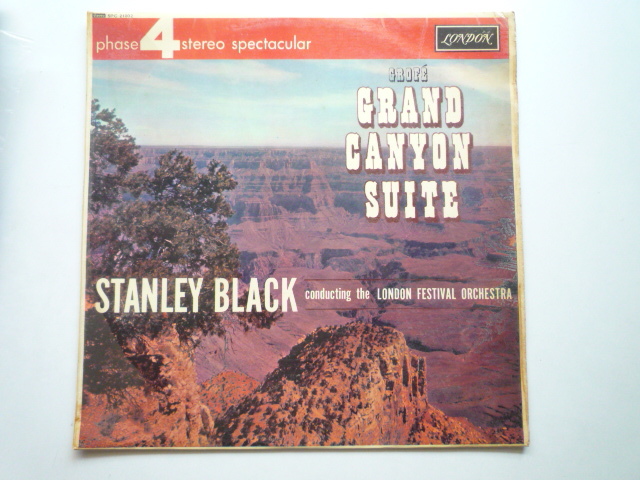 phase 4 stereo spectacular
LONDON
GROFÉ
GRAND
CANYON
SUITE
STANLEY BLACK conducting the LONDON FESTIVAL ORCHESTRA